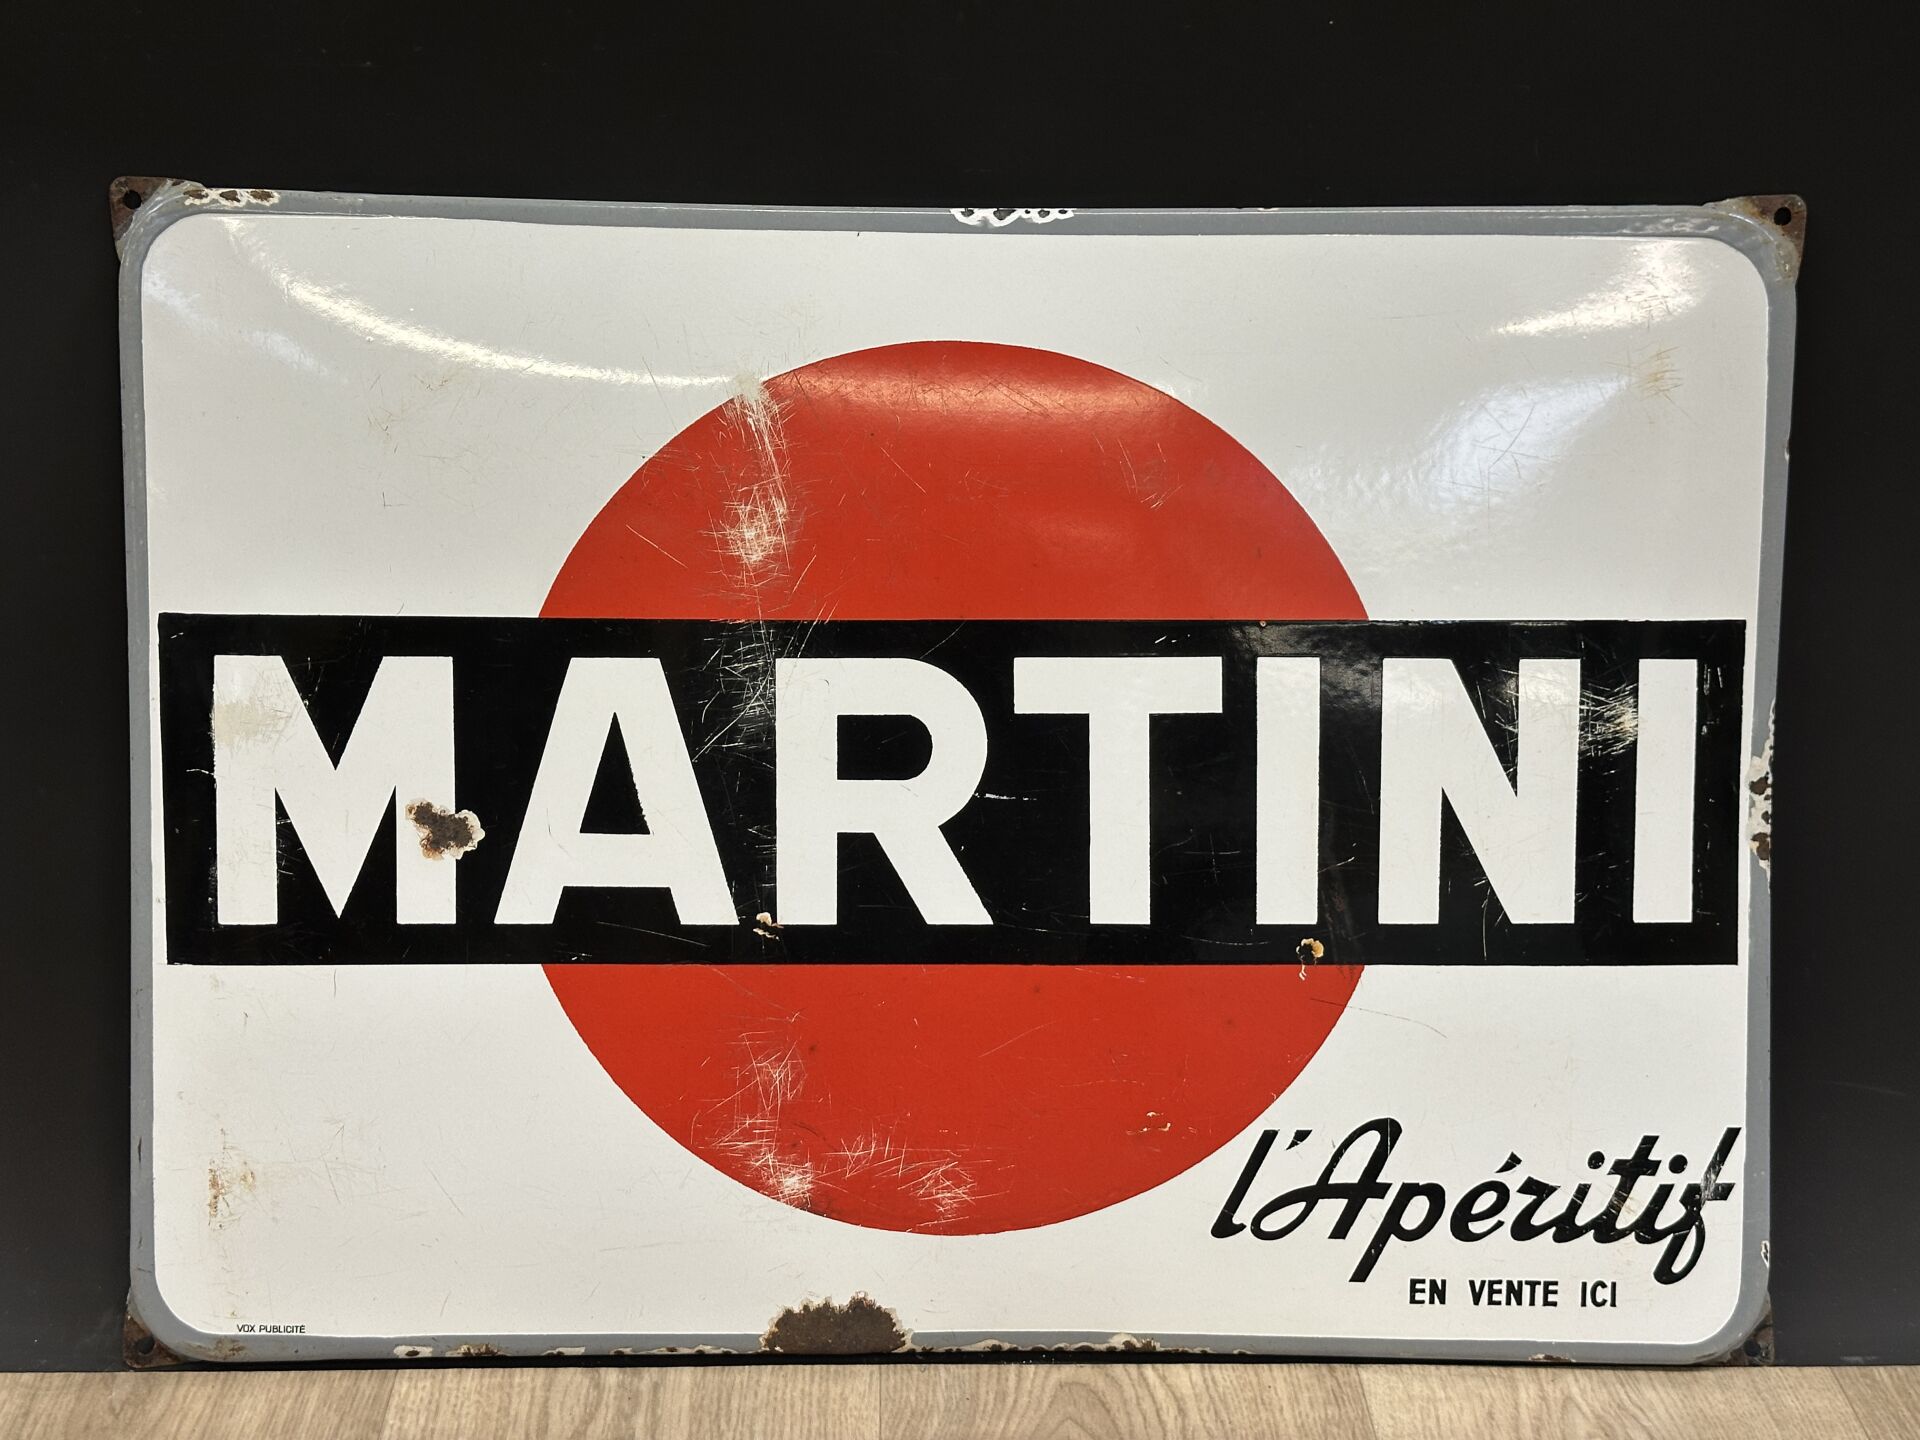 MARTINI
l'Apéritif
EN VENTE ICI
VOX PUBLICITÉ